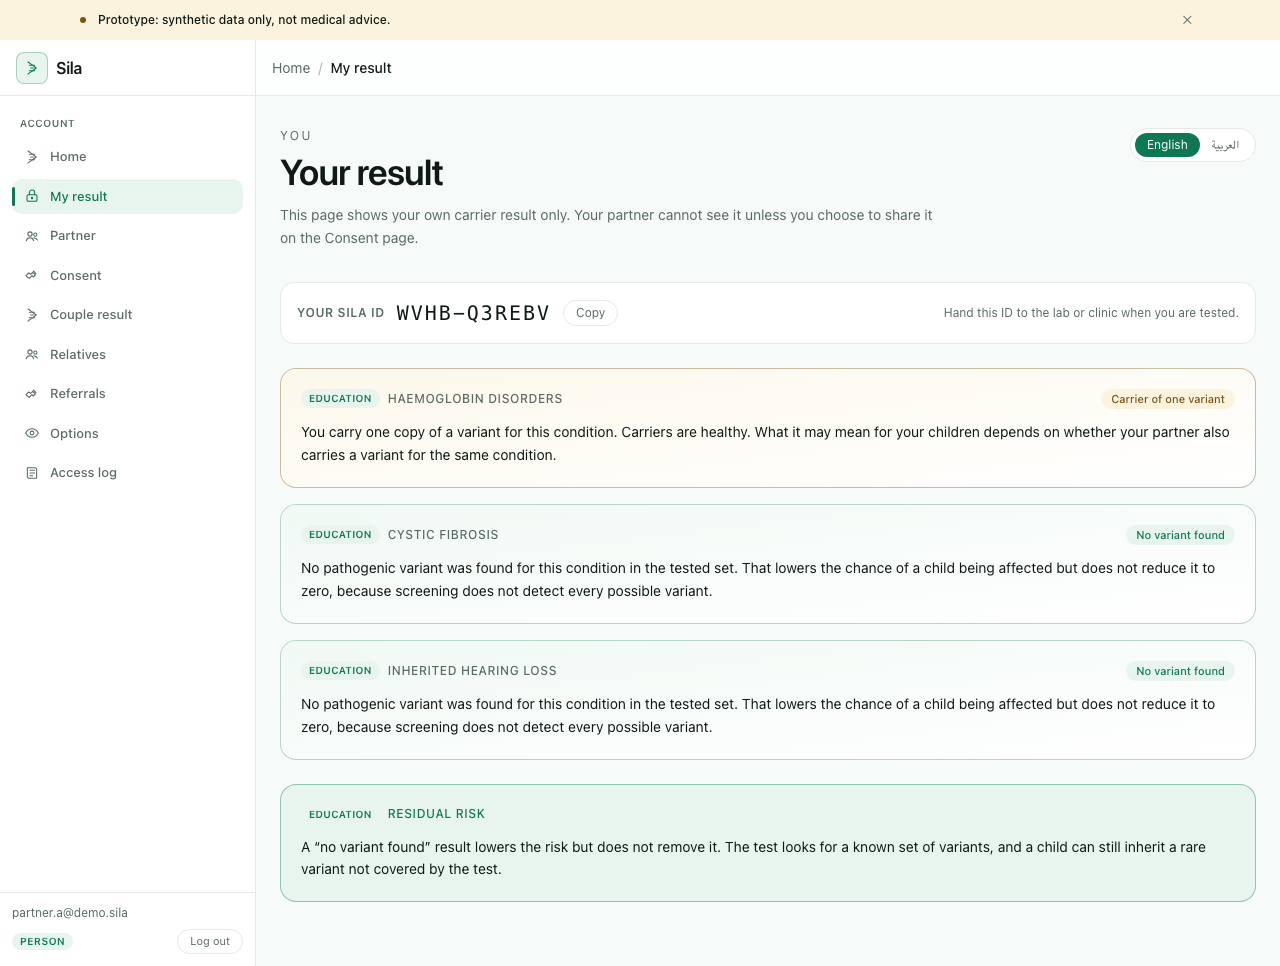 Prototype: synthetic data only, not medical advice.
Sila
Home / My result
ACCOUNT
Home
My result
Partner
Consent
Couple result
Relatives
Referrals
Options
Access log
partner.a@demo.sila
PERSON
Log out
YOU
English
العربية
Your result
This page shows your own carrier result only. Your partner cannot see it unless you choose to share it
on the Consent page.
YOUR SILA ID WVHB-Q3REBV Copy
Hand this ID to the lab or clinic when you are tested.
EDUCATION HAEMOGLOBIN DISORDERS
Carrier of one variant
You carry one copy of a variant for this condition. Carriers are healthy. What it may mean for your children depends on whether your partner also
carries a variant for the same condition.
EDUCATION CYSTIC FIBROSIS
No variant found
No pathogenic variant was found for this condition in the tested set. That lowers the chance of a child being affected but does not reduce it to
zero, because screening does not detect every possible variant.
EDUCATION INHERITED HEARING LOSS
No variant found
No pathogenic variant was found for this condition in the tested set. That lowers the chance of a child being affected but does not reduce it to
zero, because screening does not detect every possible variant.
EDUCATION RESIDUAL RISK
A “no variant found” result lowers the risk but does not remove it. The test looks for a known set of variants, and a child can still inherit a rare
variant not covered by the test.